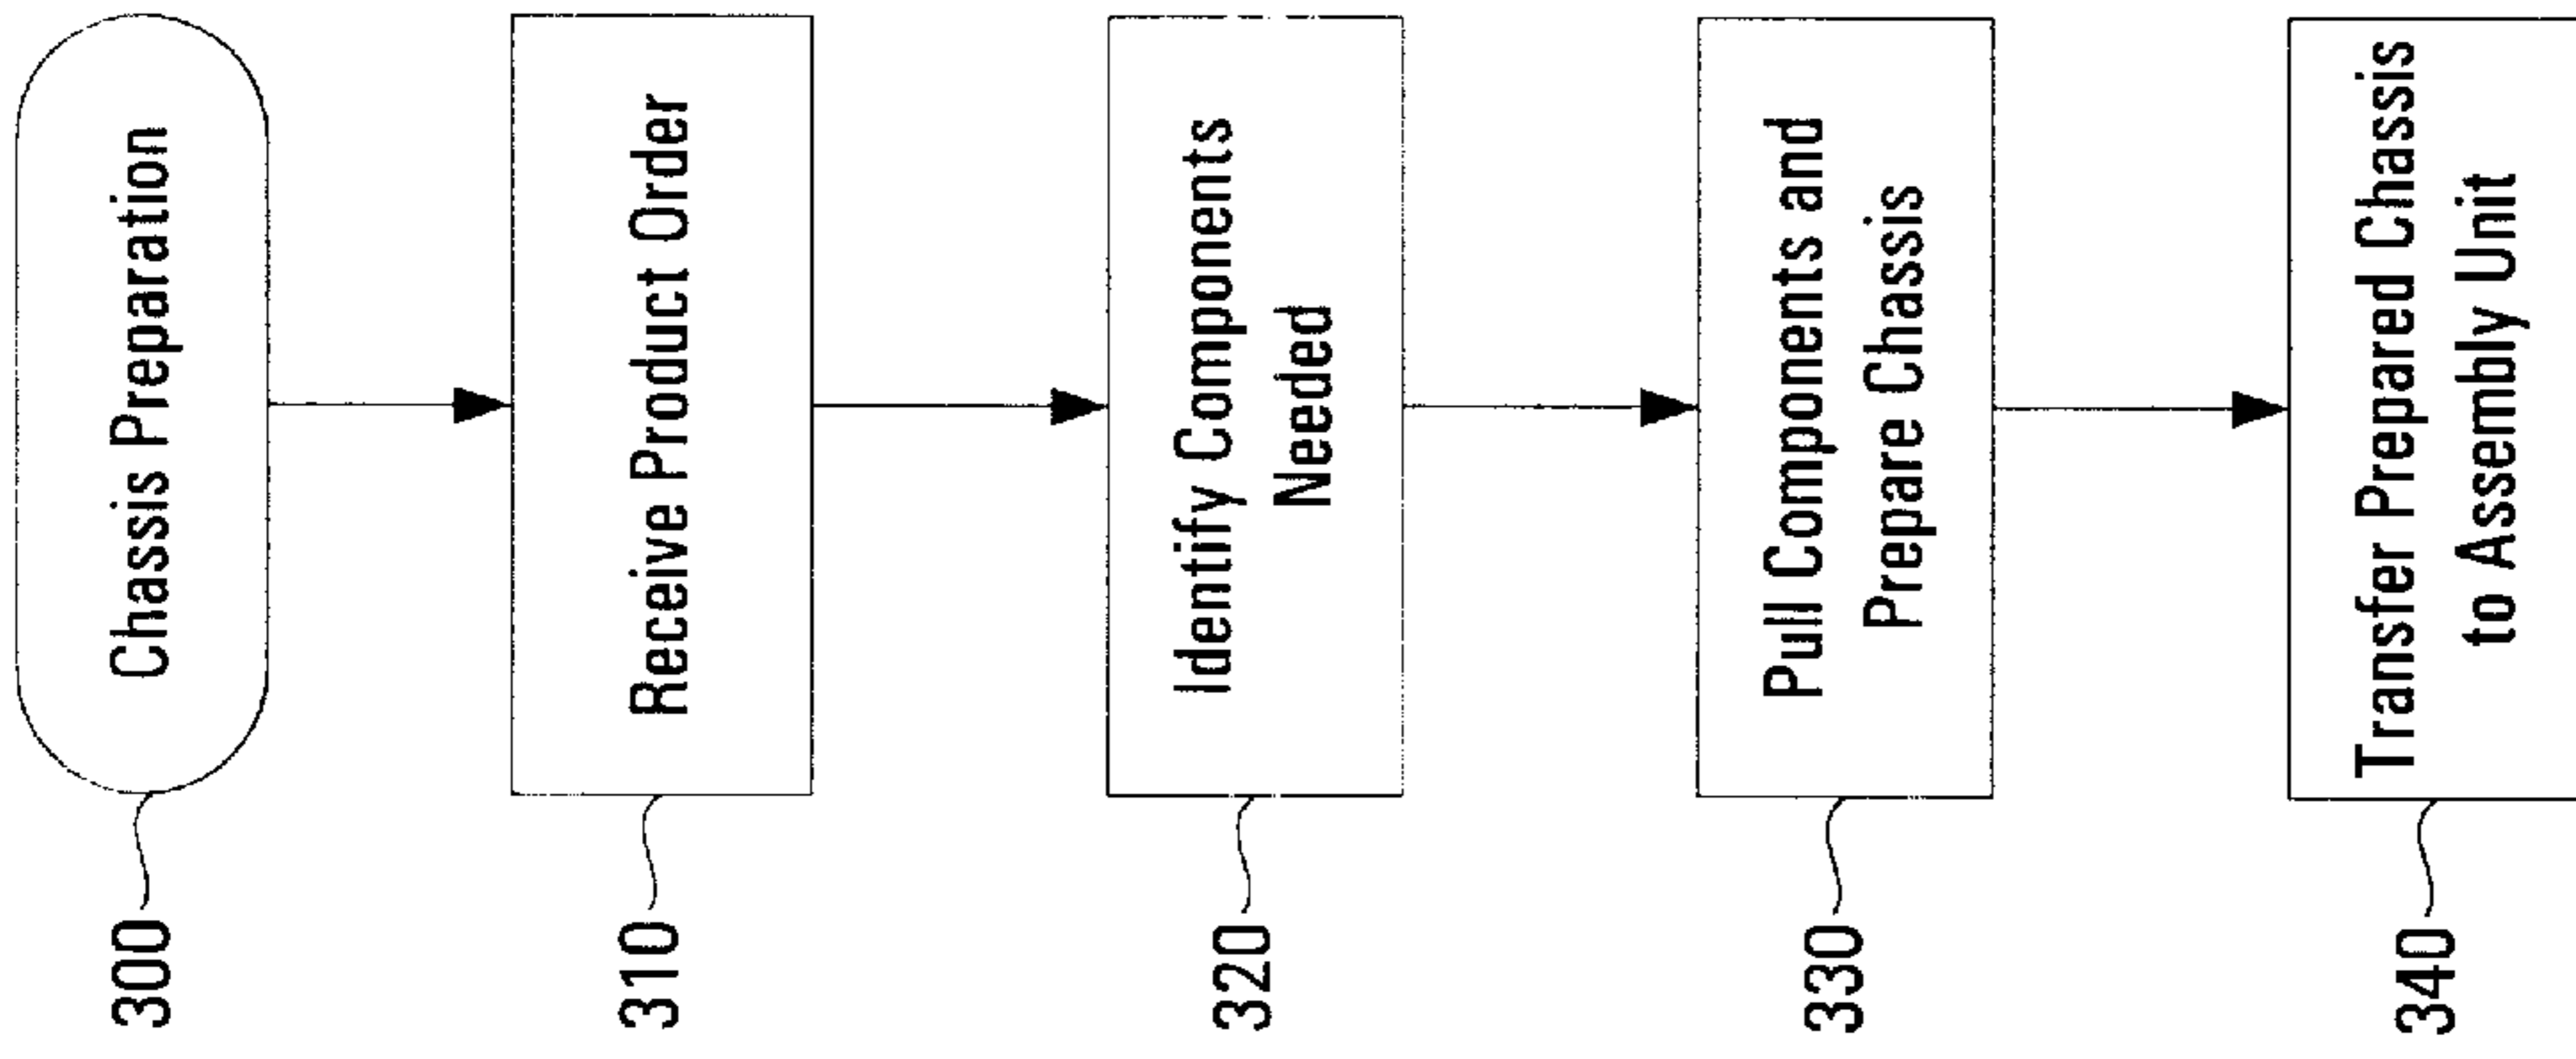 300
Chassis Preparation
310
Receive Product Order
320
Identify Components
Needed
330
Pull Components and
Prepare Chassis
340
Transfer Prepared Chassis
to Assembly Unit